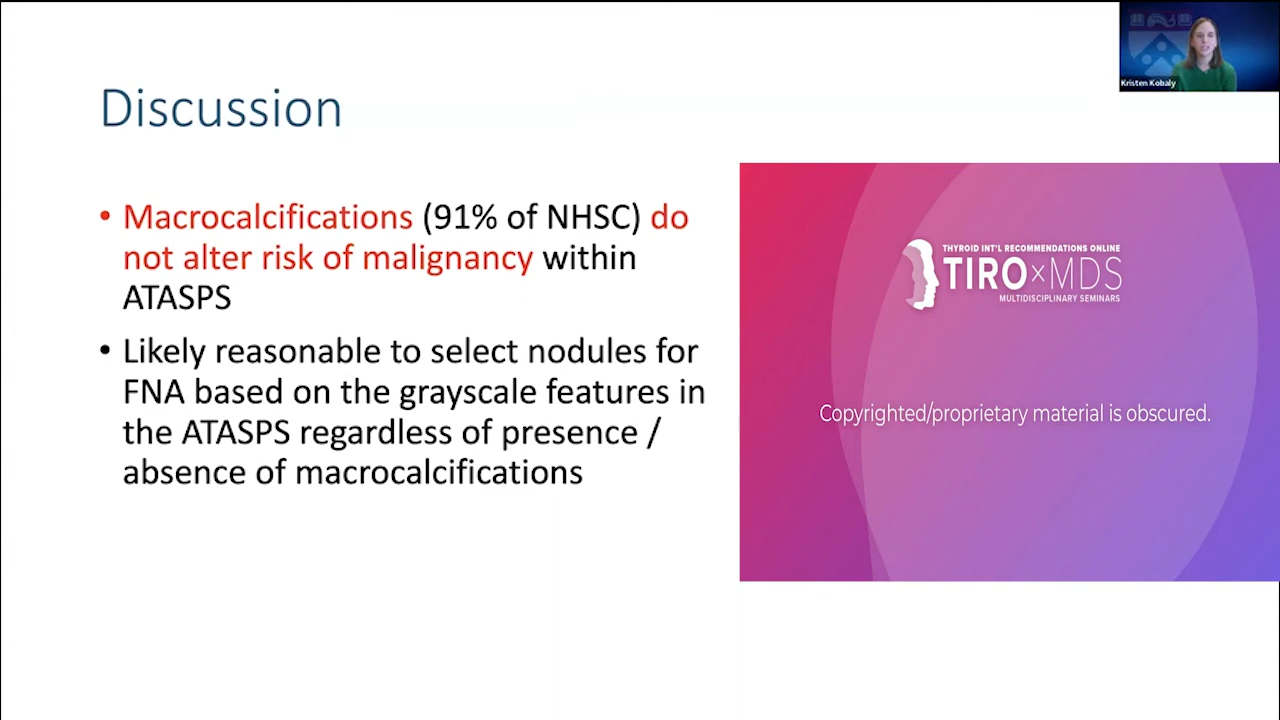 Kristen Kobaly
Discussion
• Macrocalcifications (91% of NHSC) do
not alter risk of malignancy within
ATASPS
• Likely reasonable to select nodules for
FNA based on the grayscale features in
the ATASPS regardless of presence /
absence of macrocalcifications
THYROID INT'L RECOMMENDATIONS ONLINE
TIRO×MDS
MULTIDISCIPLINARY SEMINARS
Copyrighted/proprietary material is obscured.